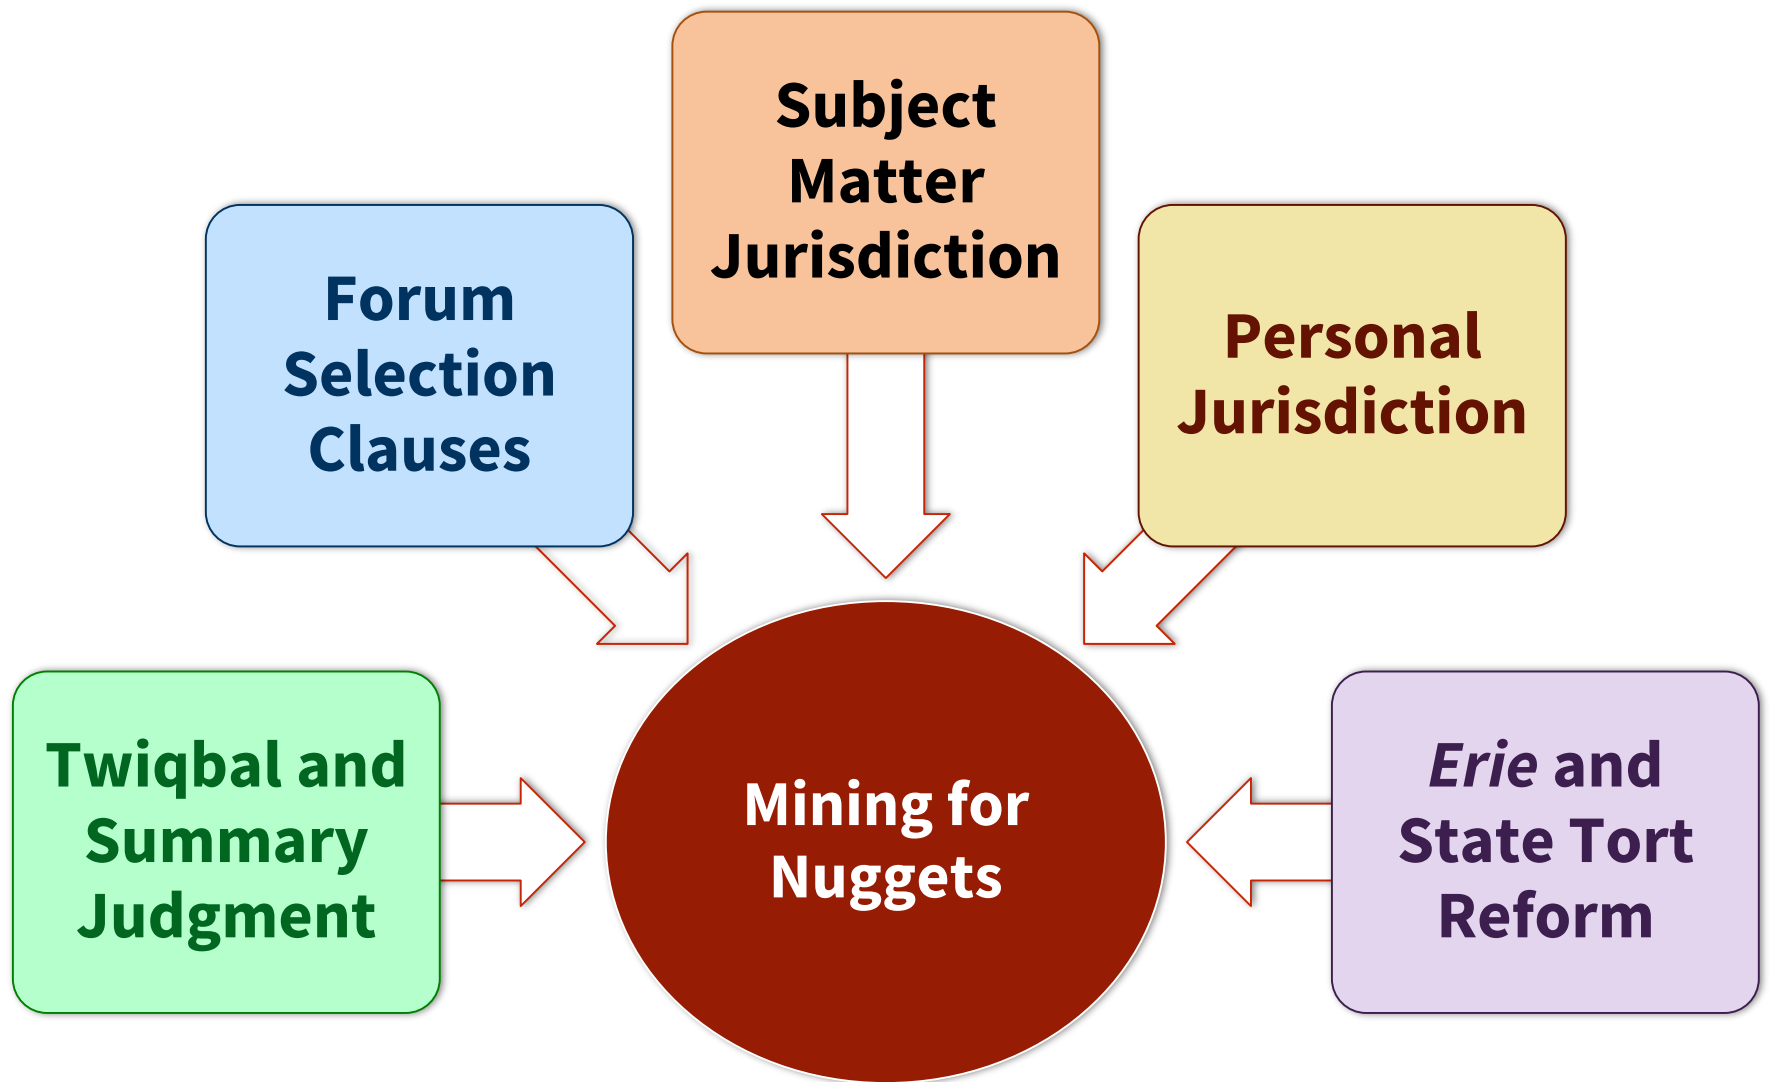 Subject
Matter
Jurisdiction
Forum
Selection
Clauses
Personal
Jurisdiction
Twiqbal and
Summary
Judgment
Mining for
Nuggets
Erie and
State Tort
Reform